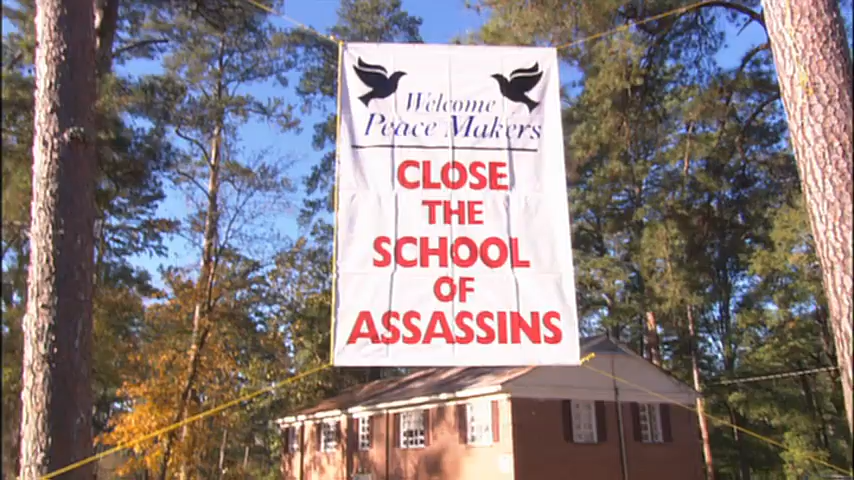 Welcome
Peace Makers
CLOSE
THE
SCHOOL
OF
ASSASSINS